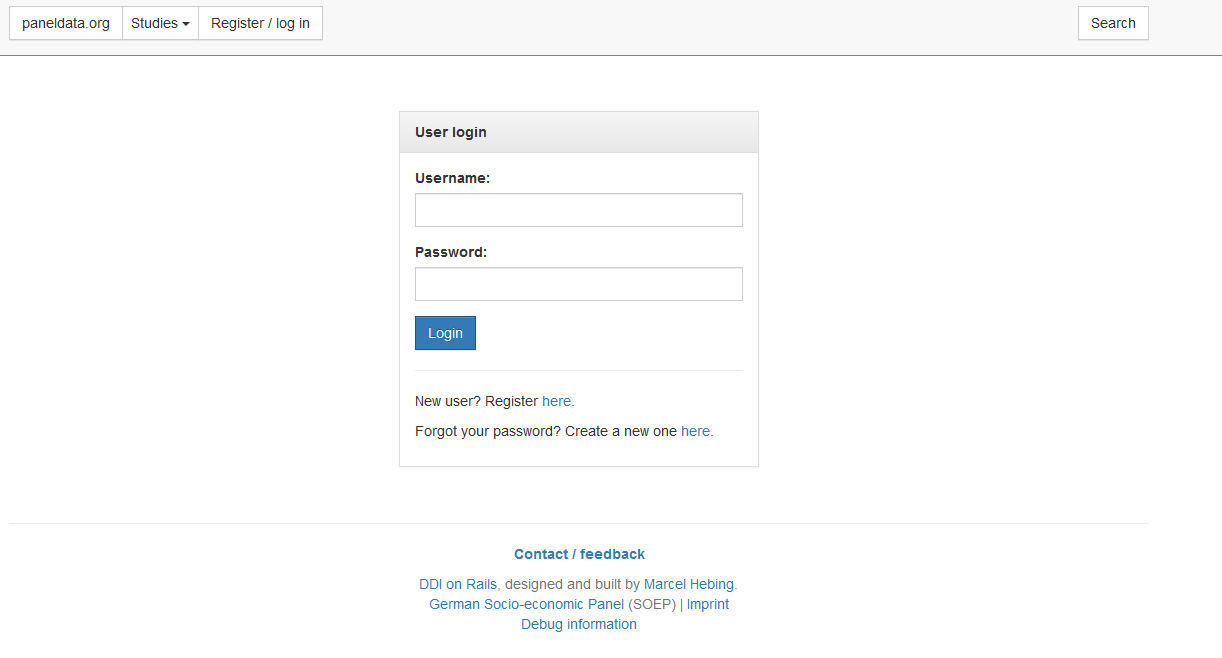 paneldata.org Studies Register / log in Search
User login
Username:
Password:
Login
New user? Register here.
Forgot your password? Create a new one here.
Contact / feedback
DDI on Rails, designed and built by Marcel Hebing.
German Socio-economic Panel (SOEP) | Imprint
Debug information